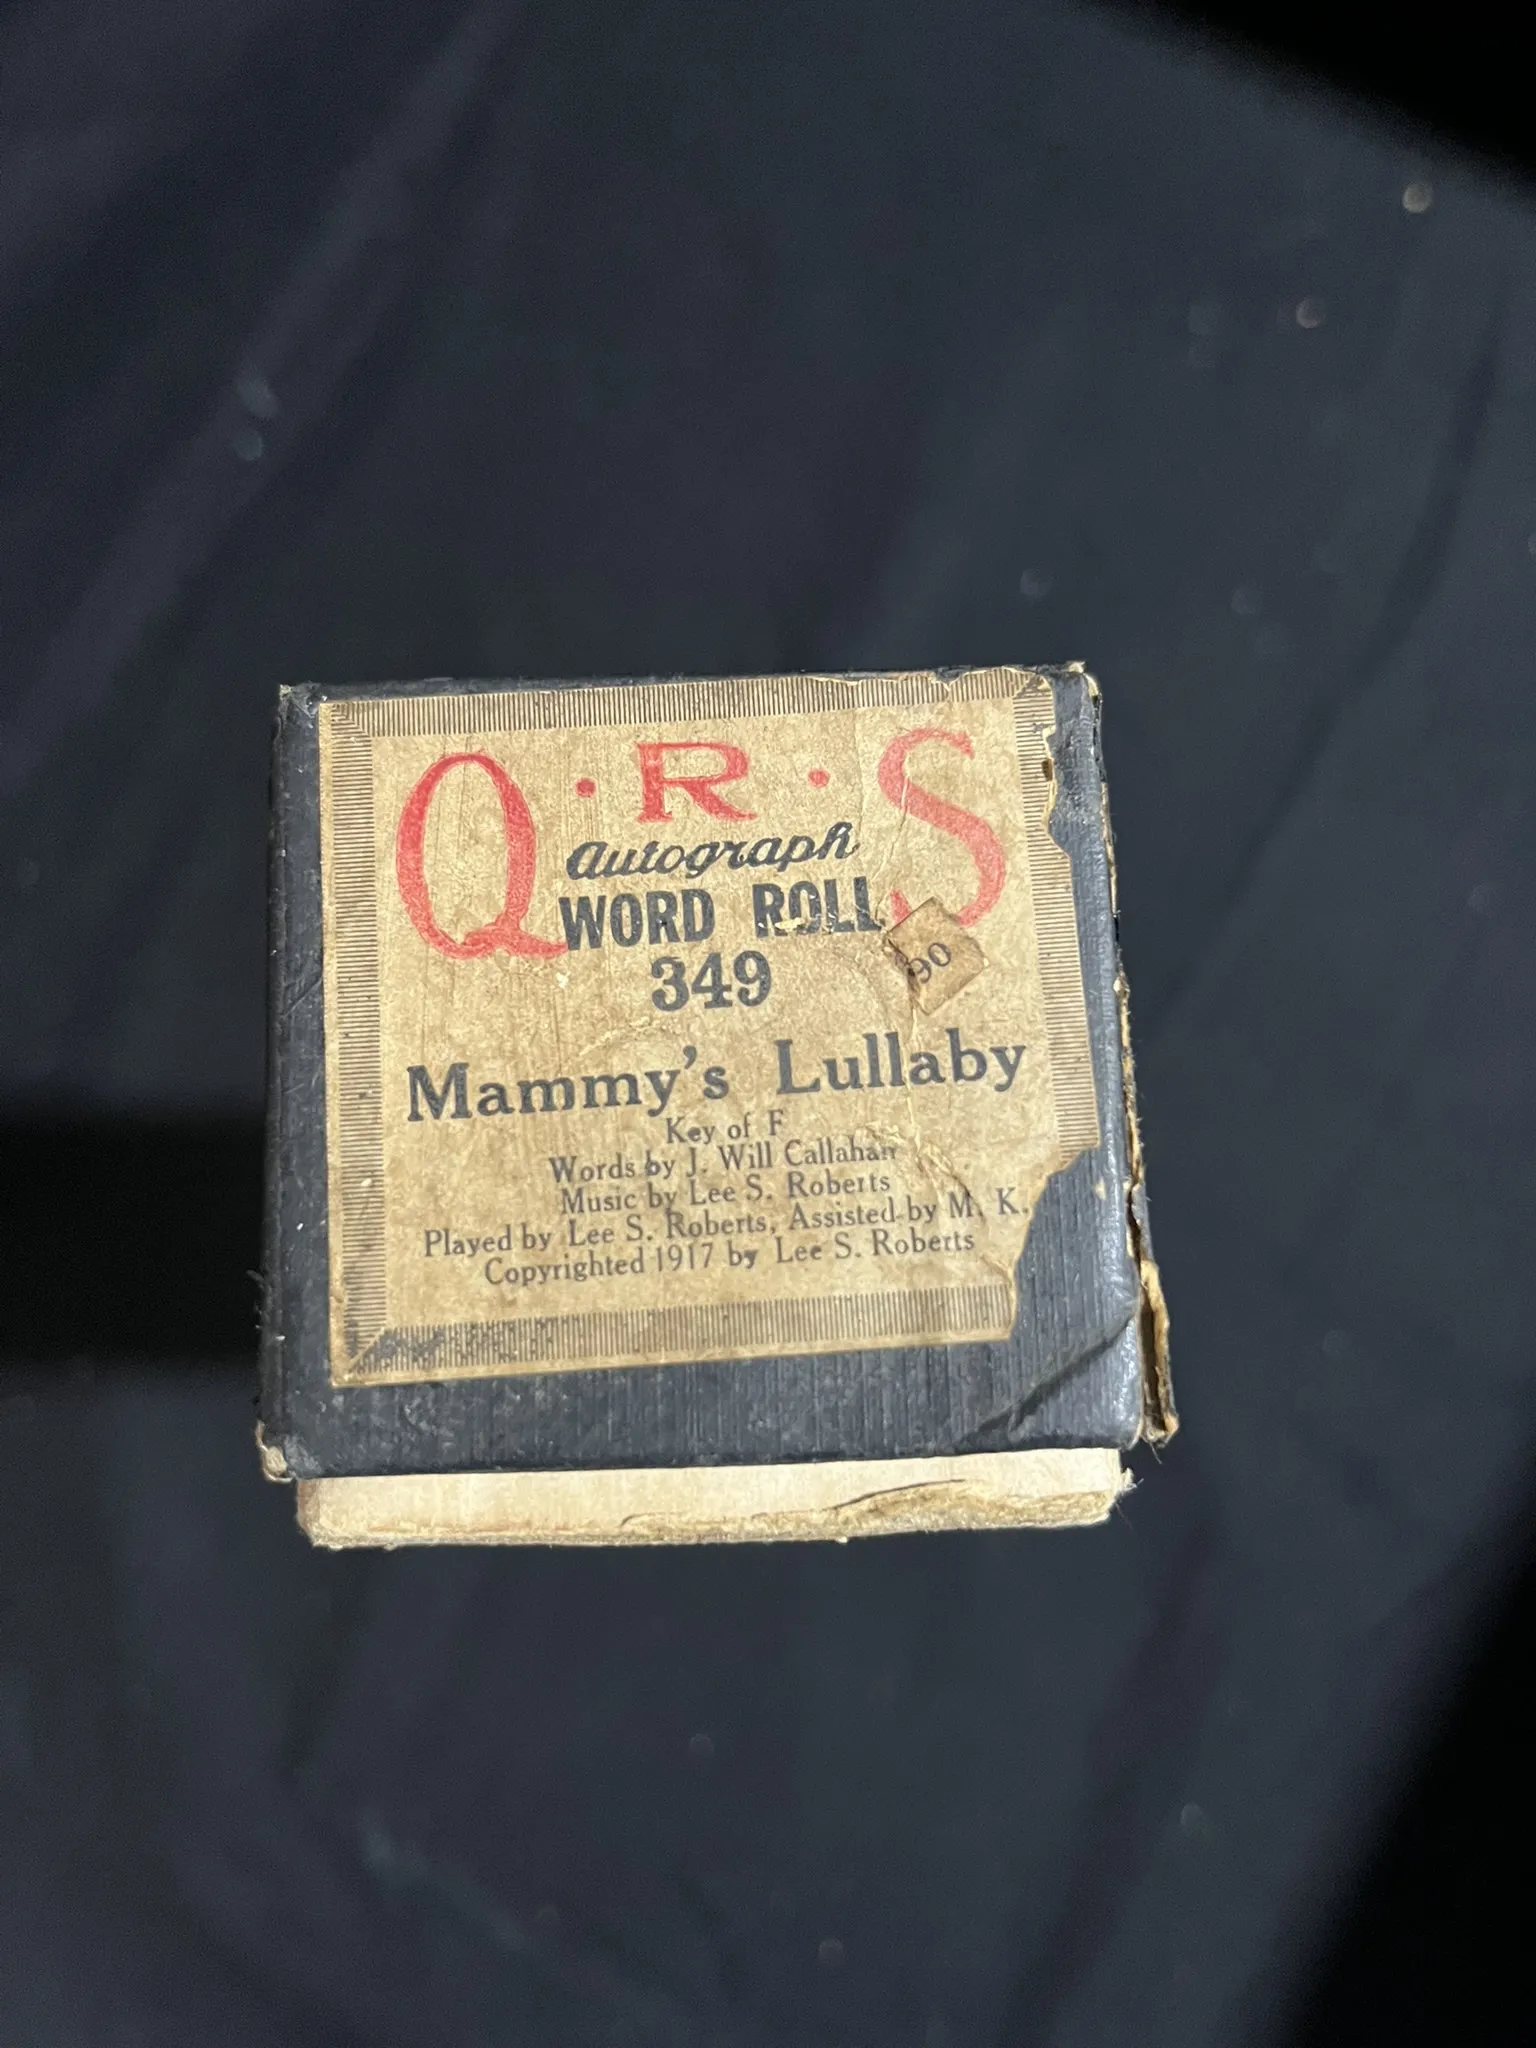 Q·R·S
Autograph
WORD ROLL
349
90
Mammy's Lullaby
Key of F
Words by J. Will Callahan
Music by Lee S. Roberts
Played by Lee S. Roberts, Assisted by M. K.
Copyrighted 1917 by Lee S. Roberts